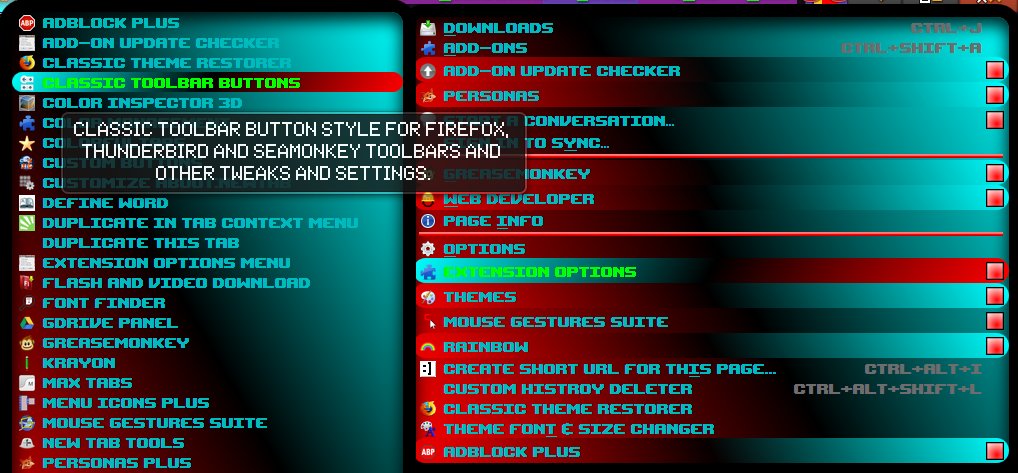 ADBLOCK PLUS
ADD-ON UPDATE CHECKER
CLASSIC THEME RESTORER
CLASSIC TOOLBAR BUTTONS
COLOR INSPECTOR 3D
CLASSIC TOOLBAR BUTTON STYLE FOR FIREFOX,
THUNDERBIRD AND SEAMONKEY TOOLBARS AND
OTHER TWEAKS AND SETTINGS.
CUSTOMIZE ABOUT:NEWTAB
DEFINE WORD
DUPLICATE IN TAB CONTEXT MENU
DUPLICATE THIS TAB
EXTENSION OPTIONS MENU
FLASH AND VIDEO DOWNLOAD
FONT FINDER
GDRIVE PANEL
GREASEMONKEY
KRAYON
MAX TABS
MENU ICONS PLUS
MOUSE GESTURES SUITE
NEW TAB TOOLS
PERSONAS PLUS
DOWNLOADS CTRL+J
ADD-ONS CTRL+SHIFT+A
ADD-ON UPDATE CHECKER
PERSONAS
START A CONVERSATION...
IN TO SYNC...
GREASEMONKEY
WEB DEVELOPER
PAGE INFO
OPTIONS
EXTENSION OPTIONS
THEMES
MOUSE GESTURES SUITE
RAINBOW
CREATE SHORT URL FOR THIS PAGE... CTRL+ALT+I
CUSTOM HISTROY DELETER CTRL+ALT+SHIFT+L
CLASSIC THEME RESTORER
THEME FONT & SIZE CHANGER
ADBLOCK PLUS